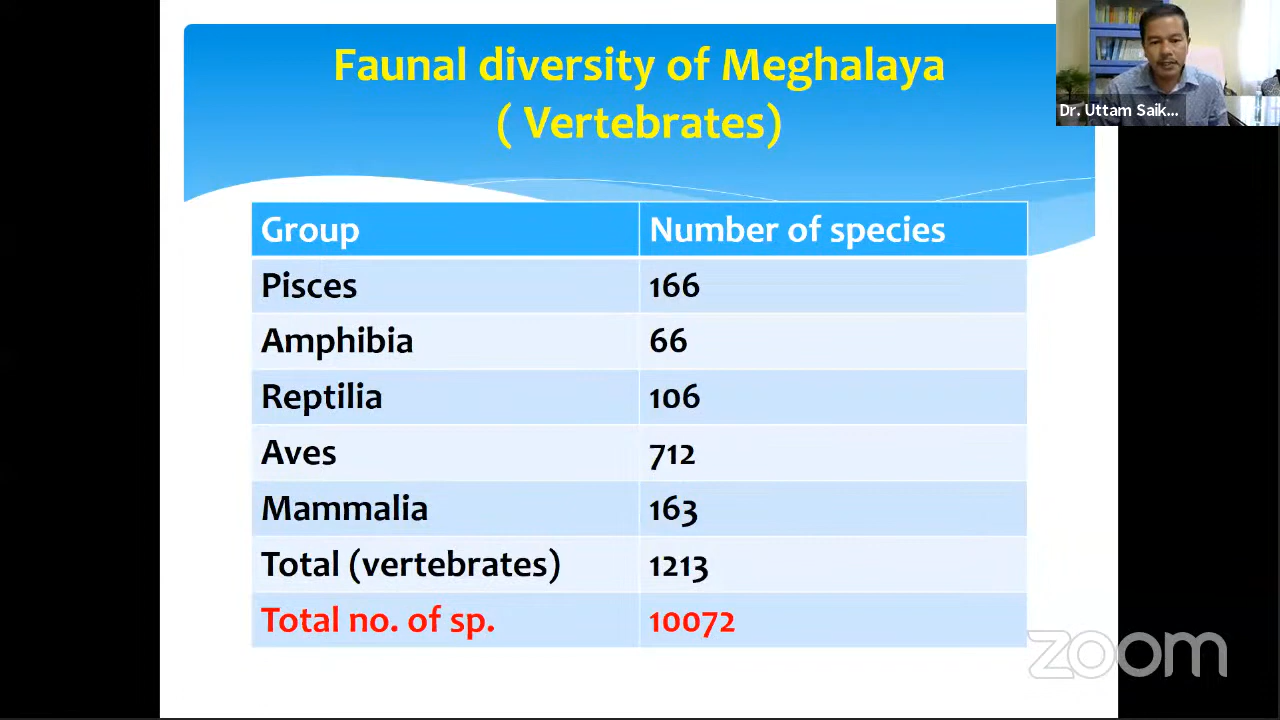 Faunal diversity of Meghalaya
( Vertebrates)
Dr. Uttam Saik...
Group Number of species
Pisces 166
Amphibia 66
Reptilia 106
Aves 712
Mammalia 163
Total (vertebrates) 1213
Total no. of sp. 10072
zoom